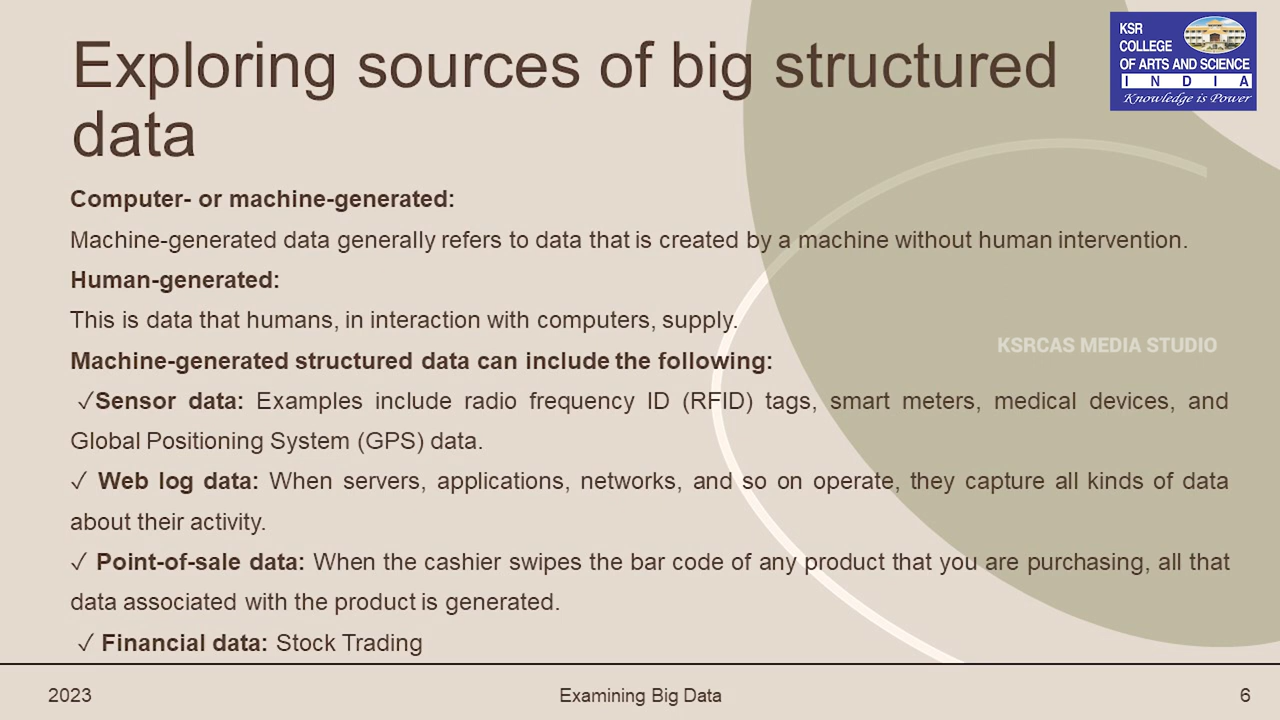 Exploring sources of big structured
data
KSR
COLLEGE
OF ARTS AND SCIENCE
INDIA
Knowledge is Power
Computer- or machine-generated:
Machine-generated data generally refers to data that is created by a machine without human intervention.
Human-generated:
This is data that humans, in interaction with computers, supply.
KSRCAS MEDIA STUDIO
Machine-generated structured data can include the following:
✓Sensor data: Examples include radio frequency ID (RFID) tags, smart meters, medical devices, and
Global Positioning System (GPS) data.
✓ Web log data: When servers, applications, networks, and so on operate, they capture all kinds of data
about their activity.
✓ Point-of-sale data: When the cashier swipes the bar code of any product that you are purchasing, all that
data associated with the product is generated.
✓ Financial data: Stock Trading
2023
Examining Big Data
6